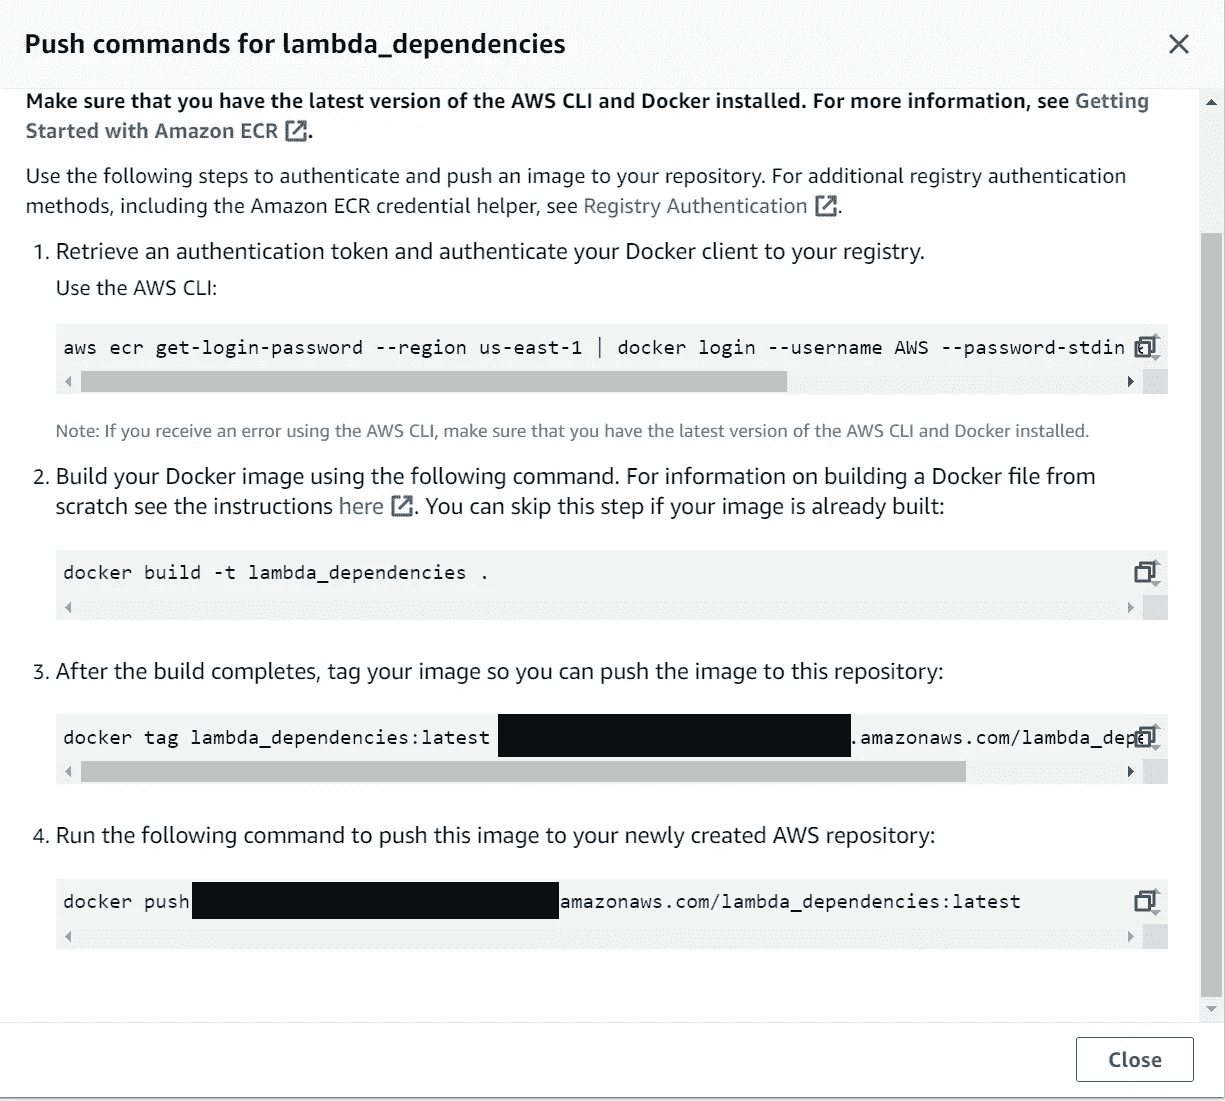 Push commands for lambda_dependencies
Make sure that you have the latest version of the AWS CLI and Docker installed. For more information, see Getting
Started with Amazon ECR.
Use the following steps to authenticate and push an image to your repository. For additional registry authentication
methods, including the Amazon ECR credential helper, see Registry Authentication.
1. Retrieve an authentication token and authenticate your Docker client to your registry.
Use the AWS CLI:
aws ecr get-login-password --region us-east-1 | docker login --username AWS --password-stdin
Note: If you receive an error using the AWS CLI, make sure that you have the latest version of the AWS CLI and Docker installed.
2. Build your Docker image using the following command. For information on building a Docker file from
scratch see the instructions here. You can skip this step if your image is already built:
docker build -t lambda_dependencies .
3. After the build completes, tag your image so you can push the image to this repository:
docker tag lambda_dependencies:latest .amazonaws.com/lambda_dep
4. Run the following command to push this image to your newly created AWS repository:
docker push amazonaws.com/lambda_dependencies:latest
Close